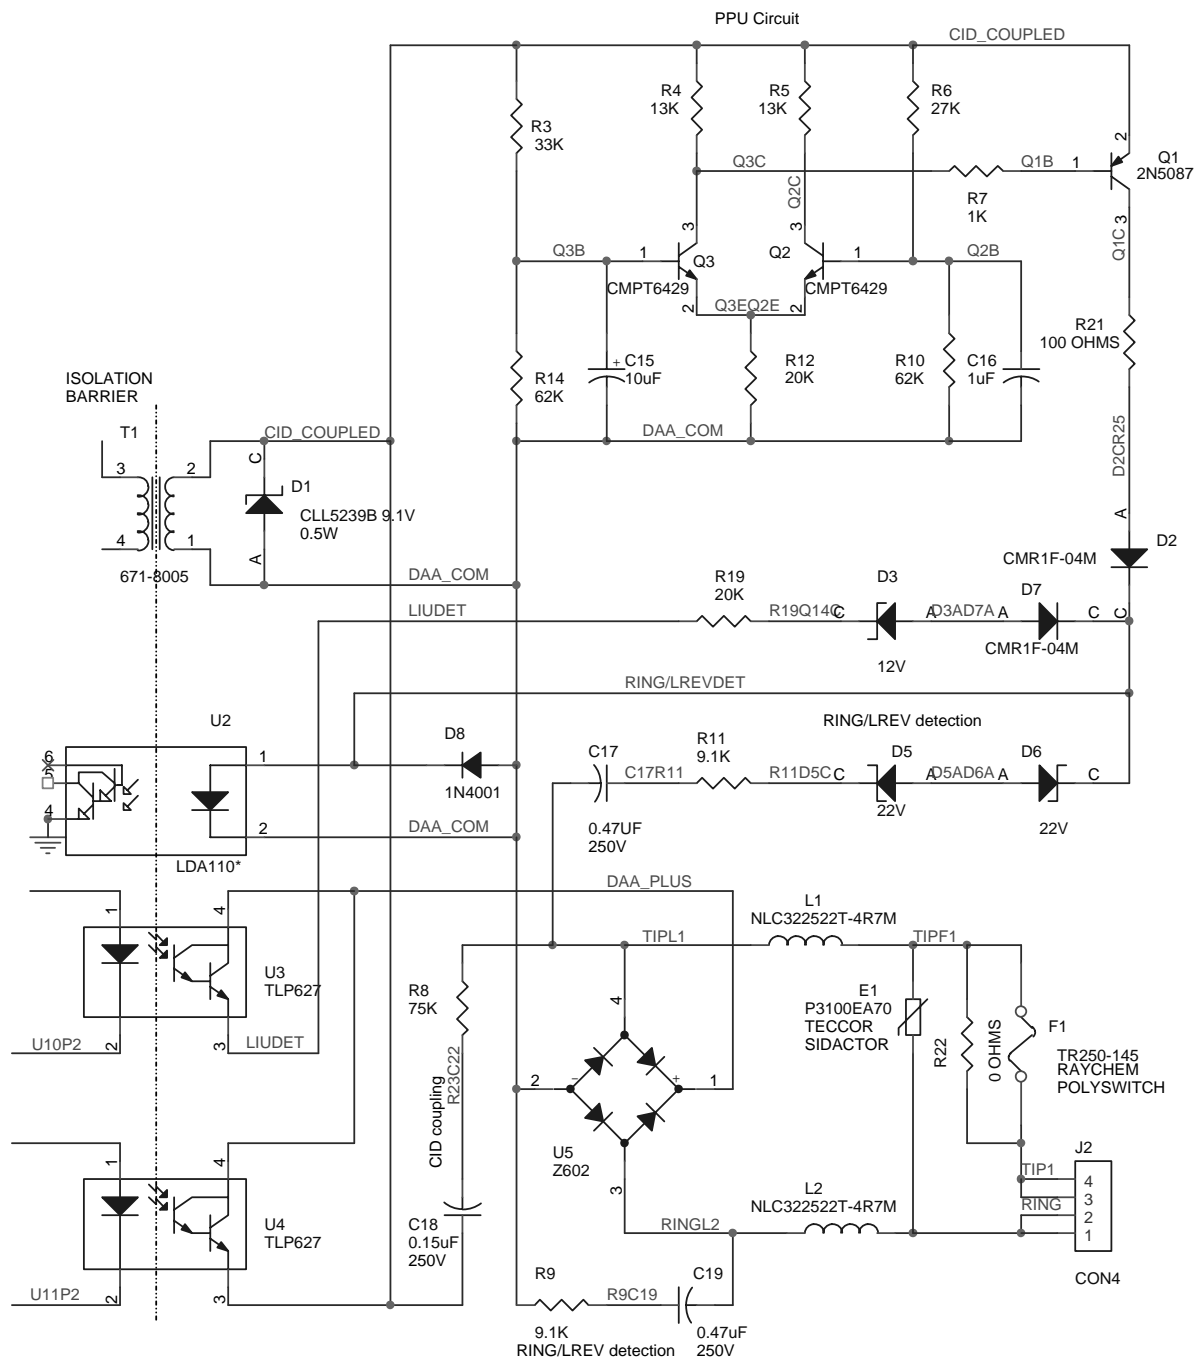 PPU Circuit
CID_COUPLED
R4
13K
R5
13K
R6
27K
R3
33K
2
Q1
2N5087
Q3C
Q1B
1
R7
1K
Q2C
3
Q1C
3
3
Q3B
1
Q3
Q2
1
Q2B
CMPT6429
CMPT6429
2
Q3EQ2E
2
R21
100 OHMS
R14
62K
+
C15
10uF
R12
20K
R10
62K
C16
1uF
ISOLATION
BARRIER
T1
CID_COUPLED
DAA_COM
D2CR25
3
2
C
D1
CLL5239B 9.1V
0.5W
4
1
A
671-8005
DAA_COM
A
D2
CMR1F-04M
C
LIUDET
R19
20K
R19Q14C
C
D3
12V
A
D3AD7A
A
D7
C
CMR1F-04M
RING/LREVDET
RING/LREV detection
U2
6
5
4
1
2
LDA110*
D8
1N4001
DAA_COM
C17
0.47UF
250V
C17R11
R11
9.1K
R11D5C
C
D5
22V
A
D5AD6A
A
D6
22V
C
DAA_PLUS
1
4
U3
TLP627
2
3
U10P2
LIUDET
R8
75K
R23C22
CID coupling
C18
0.15uF
250V
TIPL1
L1
NLC322522T-4R7M
TIPF1
4
2
-
+
1
3
U5
Z602
E1
P3100EA70
TECCOR
SIDACTOR
R22
0 OHMS
F1
TR250-145
RAYCHEM
POLYSWITCH
1
4
U4
TLP627
2
3
U11P2
RINGL2
L2
NLC322522T-4R7M
J2
TIP1
RING
4
3
2
1
CON4
R9
9.1K
R9C19
C19
0.47uF
250V
RING/LREV detection